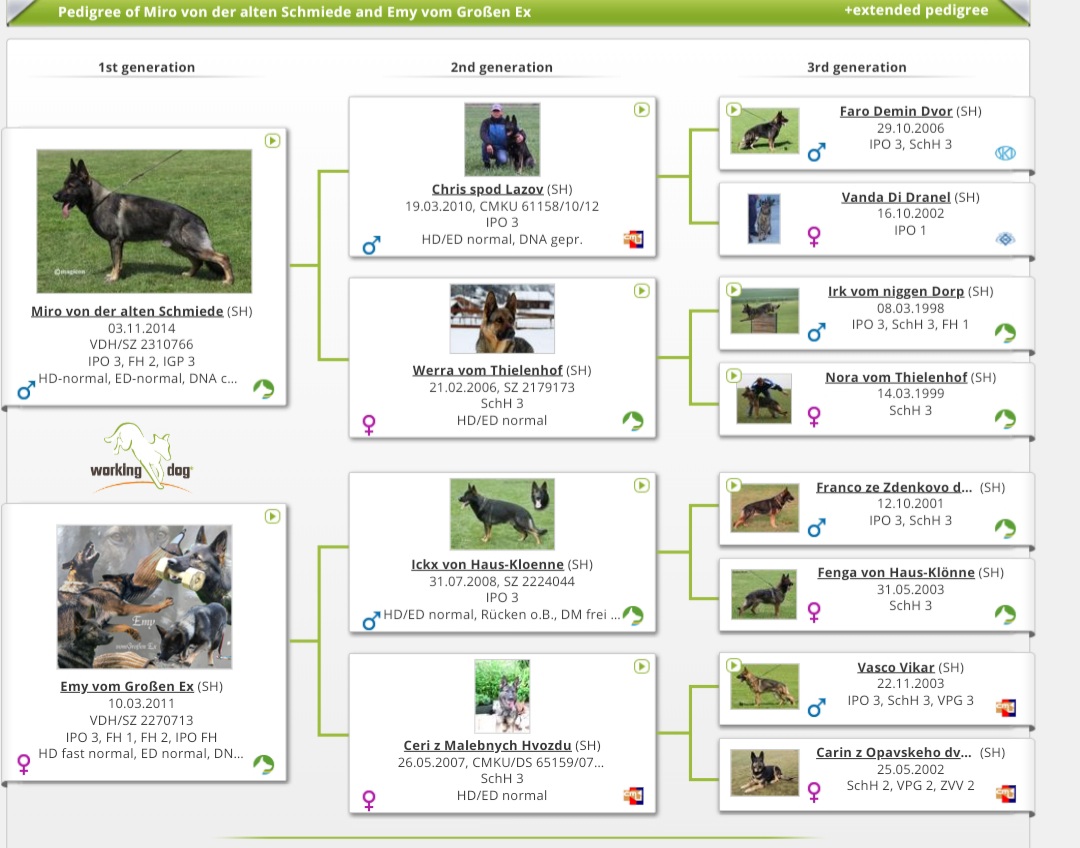 Pedigree of Miro von der alten Schmiede and Emy vom Großen Ex
+extended pedigree
1st generation
2nd generation
3rd generation
Miro von der alten Schmiede (SH)
03.11.2014
VDH/SZ 2310766
IPO 3, FH 2, IGP 3
HD-normal, ED-normal, DNA c...
working dog
Emy
vom Großen Ex
Emy vom Großen Ex (SH)
10.03.2011
VDH/SZ 2270713
IPO 3, FH 1, FH 2, IPO FH
HD fast normal, ED normal, DN...
Chris spod Lazov (SH)
19.03.2010, CMKU 61158/10/12
IPO 3
HD/ED normal, DNA gepr.
Werra vom Thielenhof (SH)
21.02.2006, SZ 2179173
SchH 3
HD/ED normal
Ickx von Haus-Kloenne (SH)
31.07.2008, SZ 2224044
IPO 3
HD/ED normal, Rücken o.B., DM frei ...
Ceri z Malebnych Hvozdu (SH)
26.05.2007, CMKU/DS 65159/07...
SchH 3
HD/ED normal
Faro Demin Dvor (SH)
29.10.2006
IPO 3, SchH 3
Vanda Di Dranel (SH)
16.10.2002
IPO 1
Irk vom niggen Dorp (SH)
08.03.1998
IPO 3, SchH 3, FH 1
Nora vom Thielenhof (SH)
14.03.1999
SchH 3
Franco ze Zdenkovo d... (SH)
12.10.2001
IPO 3, SchH 3
Fenga von Haus-Klönne (SH)
31.05.2003
SchH 3
Vasco Vikar (SH)
22.11.2003
IPO 3, SchH 3, VPG 3
Carin z Opavskeho dv... (SH)
25.05.2002
SchH 2, VPG 2, ZVV 2